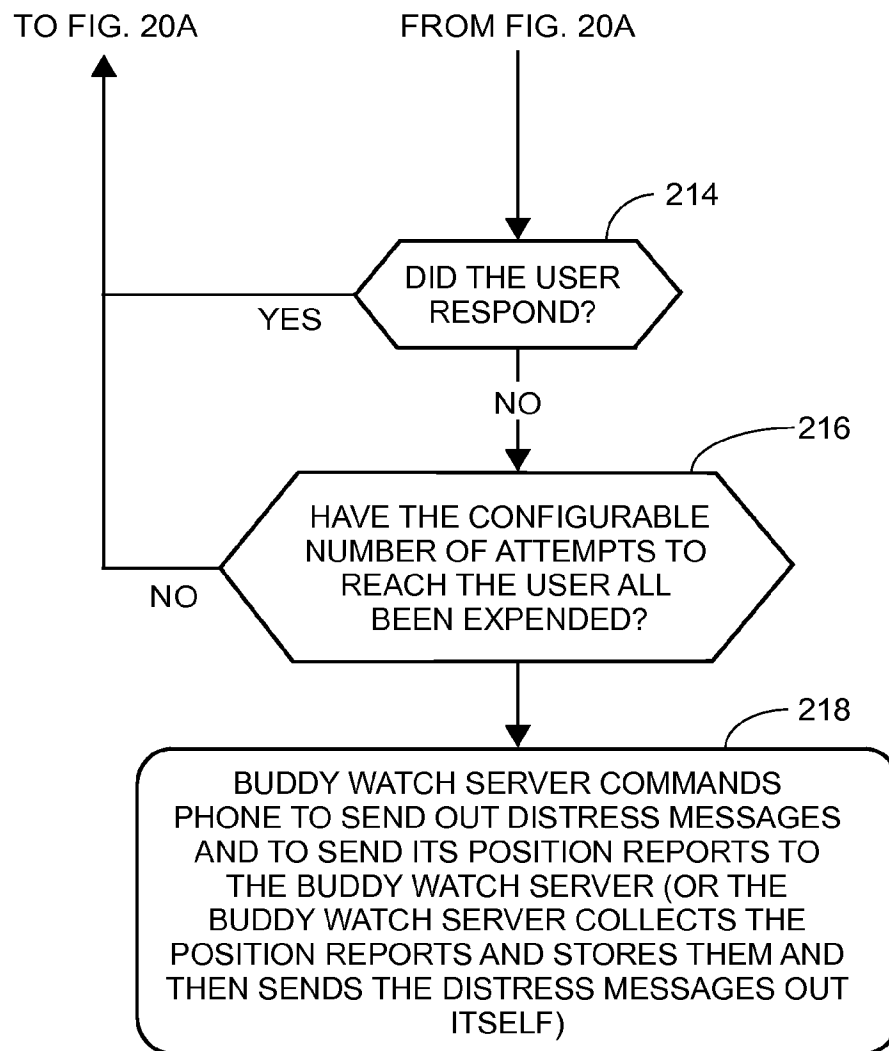 TO FIG. 20A
FROM FIG. 20A
214
DID THE USER
RESPOND?
YES
NO
216
HAVE THE CONFIGURABLE
NUMBER OF ATTEMPTS TO
REACH THE USER ALL
BEEN EXPENDED?
NO
218
BUDDY WATCH SERVER COMMANDS
PHONE TO SEND OUT DISTRESS MESSAGES
AND TO SEND ITS POSITION REPORTS TO
THE BUDDY WATCH SERVER (OR THE
BUDDY WATCH SERVER COLLECTS THE
POSITION REPORTS AND STORES THEM AND
THEN SENDS THE DISTRESS MESSAGES OUT
ITSELF)